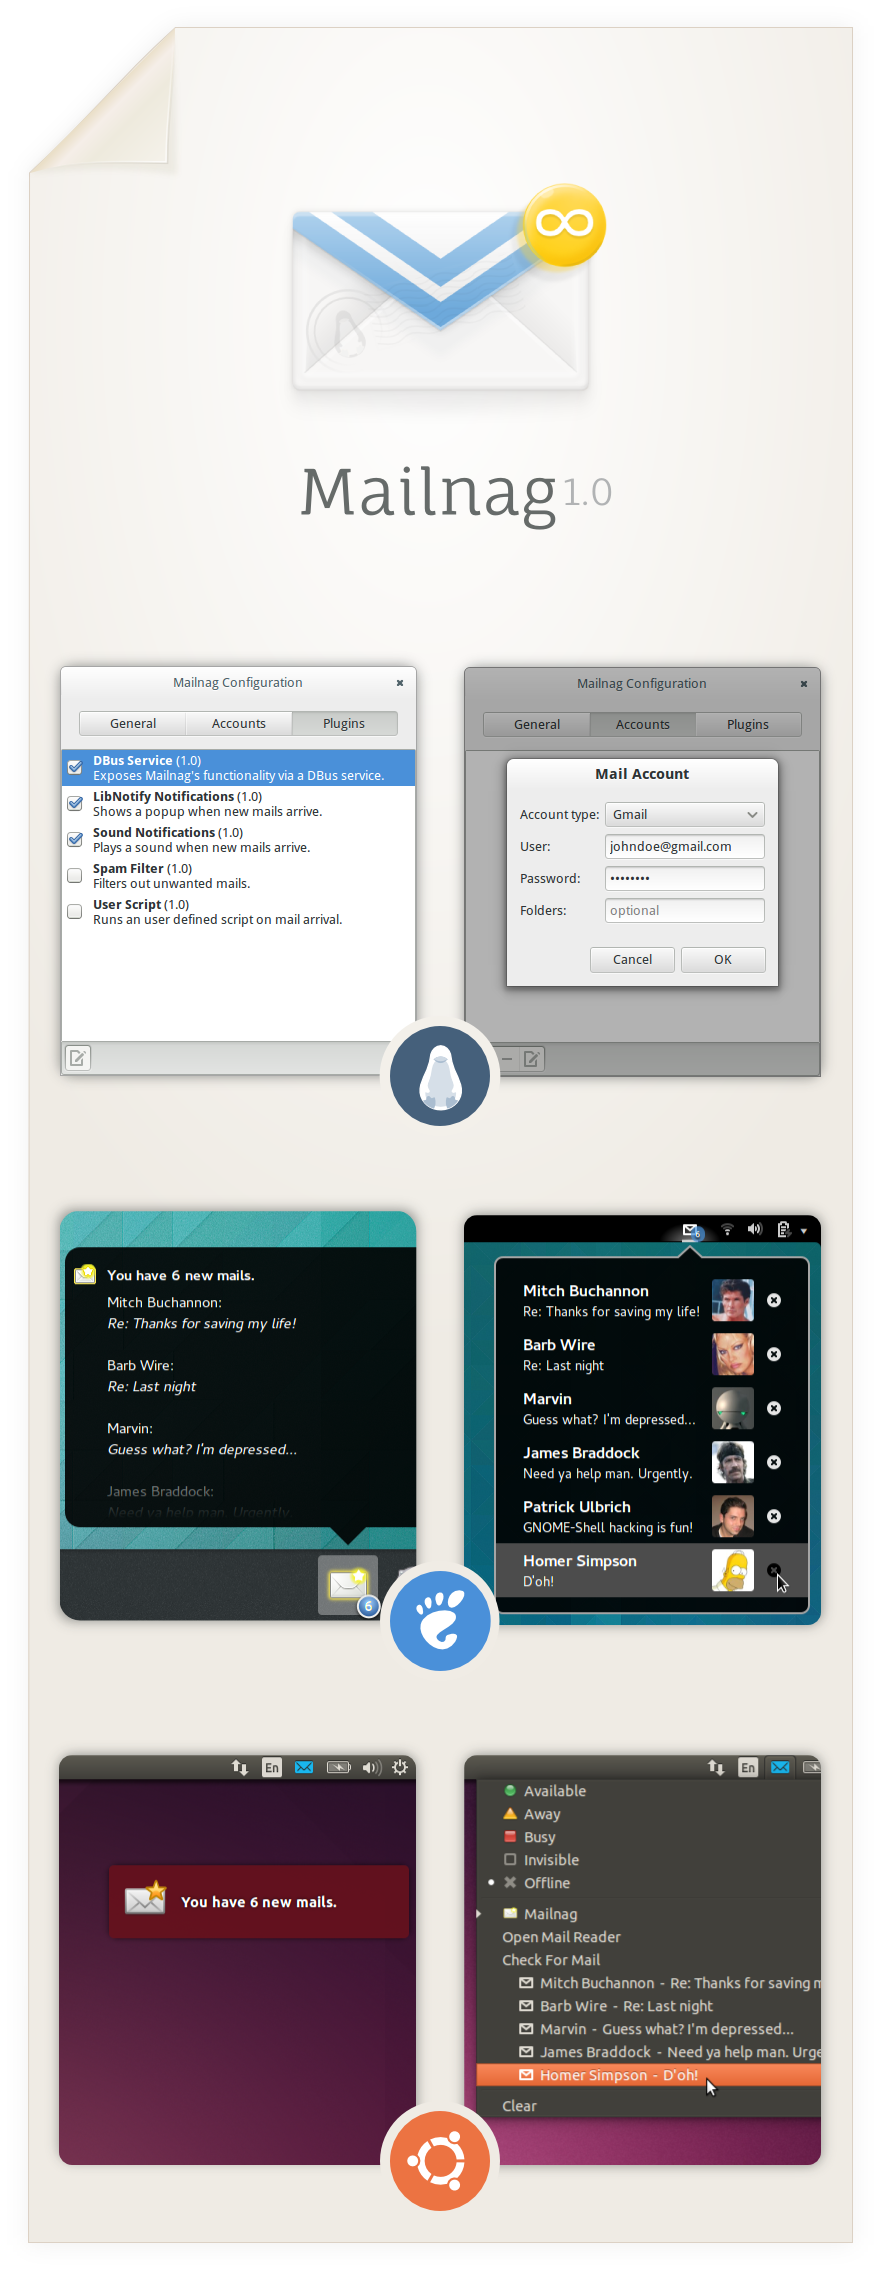 Mailnag 1.0
Mailnag Configuration
General Accounts Plugins
DBus Service (1.0)
Exposes Mailnag's functionality via a DBus service.
LibNotify Notifications (1.0)
Shows a popup when new mails arrive.
Sound Notifications (1.0)
Plays a sound when new mails arrive.
Spam Filter (1.0)
Filters out unwanted mails.
User Script (1.0)
Runs an user defined script on mail arrival.
Mailnag Configuration
General Accounts Plugins
Mail Account
Account type: Gmail
User: johndoe@gmail.com
Password: ••••••••
Folders: optional
Cancel OK
You have 6 new mails.
Mitch Buchannon:
Re: Thanks for saving my life!
Barb Wire:
Re: Last night
Marvin:
Guess what? I'm depressed...
James Braddock:
Need ya help man. Urgently.
6
6
Mitch Buchannon
Re: Thanks for saving my life!
Barb Wire
Re: Last night
Marvin
Guess what? I'm depressed...
James Braddock
Need ya help man. Urgently.
Patrick Ulbrich
GNOME-Shell hacking is fun!
Homer Simpson
D'oh!
En
You have 6 new mails.
En
Available
Away
Busy
Invisible
Offline
Mailnag
Open Mail Reader
Check For Mail
Mitch Buchannon - Re: Thanks for saving
Barb Wire - Re: Last night
Marvin - Guess what? I'm depressed...
James Braddock - Need ya help man. Urge
Homer Simpson - D'oh!
Clear